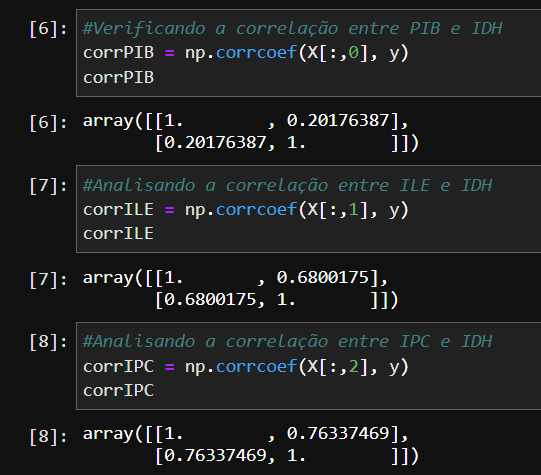 [6]: #Verificando a correlação entre PIB e IDH
corrPIB = np.corrcoef(X[:,0], y)
corrPIB
[6]: array([[1.        , 0.20176387],
       [0.20176387, 1.        ]])
[7]: #Analisando a correlação entre ILE e IDH
corrILE = np.corrcoef(X[:,1], y)
corrILE
[7]: array([[1.       , 0.6800175],
       [0.6800175, 1.       ]])
[8]: #Analisando a correlação entre IPC e IDH
corrIPC = np.corrcoef(X[:,2], y)
corrIPC
[8]: array([[1.        , 0.76337469],
       [0.76337469, 1.        ]])